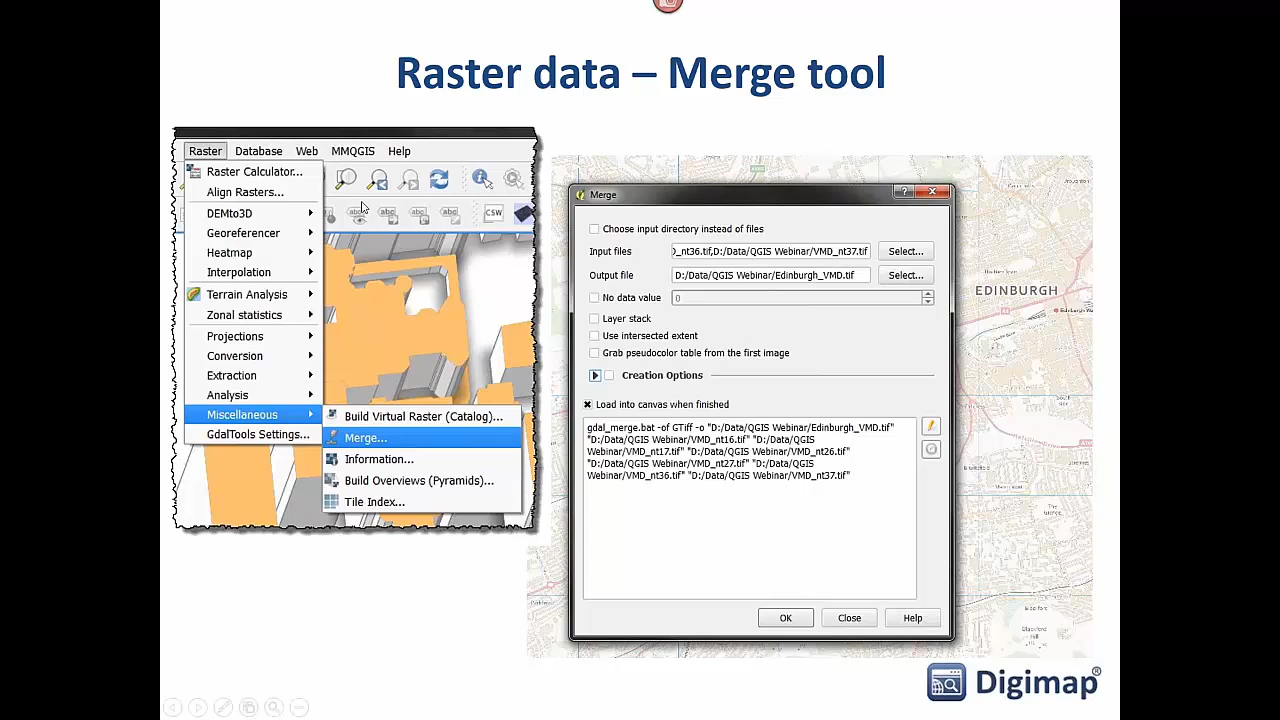 Raster data – Merge tool
Raster Database Web MMQGIS Help
Raster Calculator...
Align Rasters...
DEMto3D
Georeferencer
Heatmap
Interpolation
Terrain Analysis
Zonal statistics
Projections
Conversion
Extraction
Analysis
Miscellaneous
GdalTools Settings...
abc abc abc abc CSW
Build Virtual Raster (Catalog)...
Merge...
Information...
Build Overviews (Pyramids)...
Tile Index...
Merge
Choose input directory instead of files
Input files
)_nt36.tif,D:/Data/QGIS Webinar/VMD_nt37.tif
Select...
Output file
D:/Data/QGIS Webinar/Edinburgh_VMD.tif
Select...
No data value
0
Layer stack
Use intersected extent
Grab pseudocolor table from the first image
Creation Options
Load into canvas when finished
gdal_merge.bat -of GTiff -o "D:/Data/QGIS Webinar/Edinburgh_VMD.tif"
"D:/Data/QGIS Webinar/VMD_nt16.tif" "D:/Data/QGIS
Webinar/VMD_nt17.tif" "D:/Data/QGIS Webinar/VMD_nt26.tif"
"D:/Data/QGIS Webinar/VMD_nt27.tif" "D:/Data/QGIS
Webinar/VMD_nt36.tif" "D:/Data/QGIS Webinar/VMD_nt37.tif"
OK
Close
Help
EDINBURGH
Digimap®